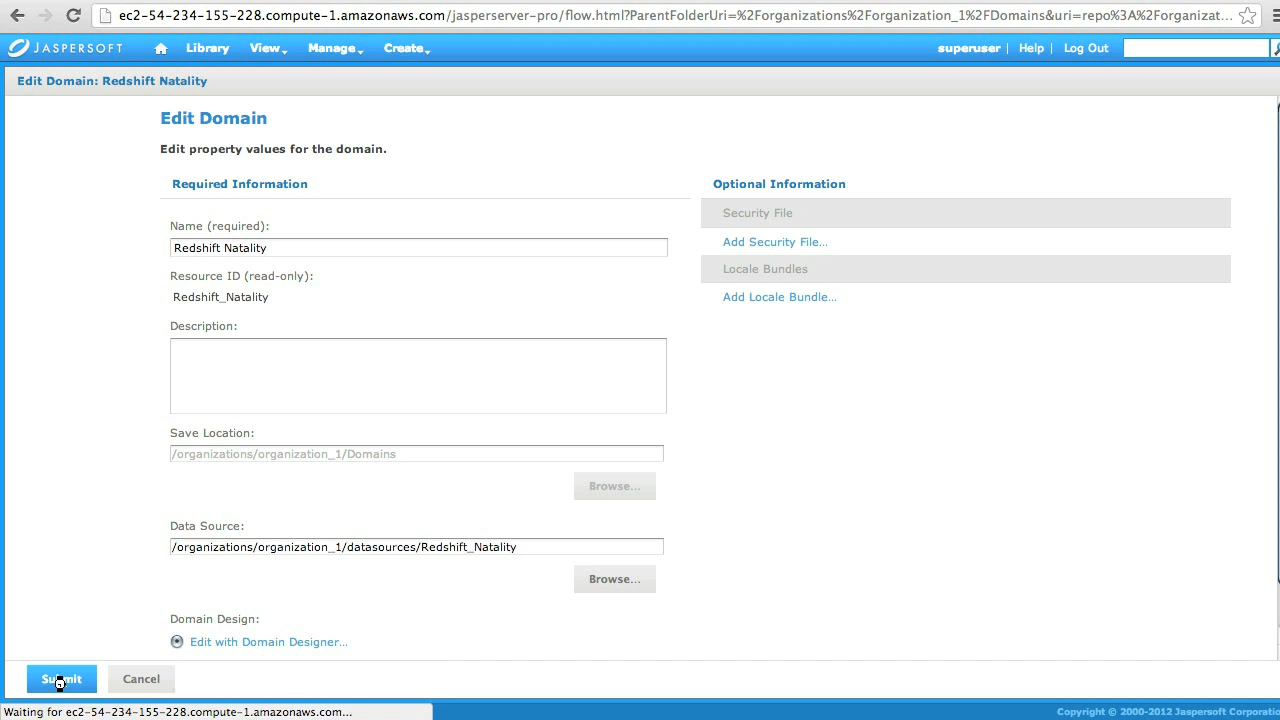 ec2-54-234-155-228.compute-1.amazonaws.com/jasperserver-pro/flow.html?ParentFolderUri=%2Forganizations%2Forganization_1%2FDomains&uri=repo%3A%2Forganizat...
JASPERSOFT Library View Manage Create superuser | Help | Log Out
Edit Domain: Redshift Natality
Edit Domain
Edit property values for the domain.
Required Information
Name (required):
Redshift Natality
Resource ID (read-only):
Redshift_Natality
Description:
Save Location:
/organizations/organization_1/Domains
Browse...
Data Source:
/organizations/organization_1/datasources/Redshift_Natality
Browse...
Domain Design:
Edit with Domain Designer...
Optional Information
Security File
Add Security File...
Locale Bundles
Add Locale Bundle...
Submit Cancel
Waiting for ec2-54-234-155-228.compute-1.amazonaws.com...
Copyright © 2000-2012 Jaspersoft Corporatio